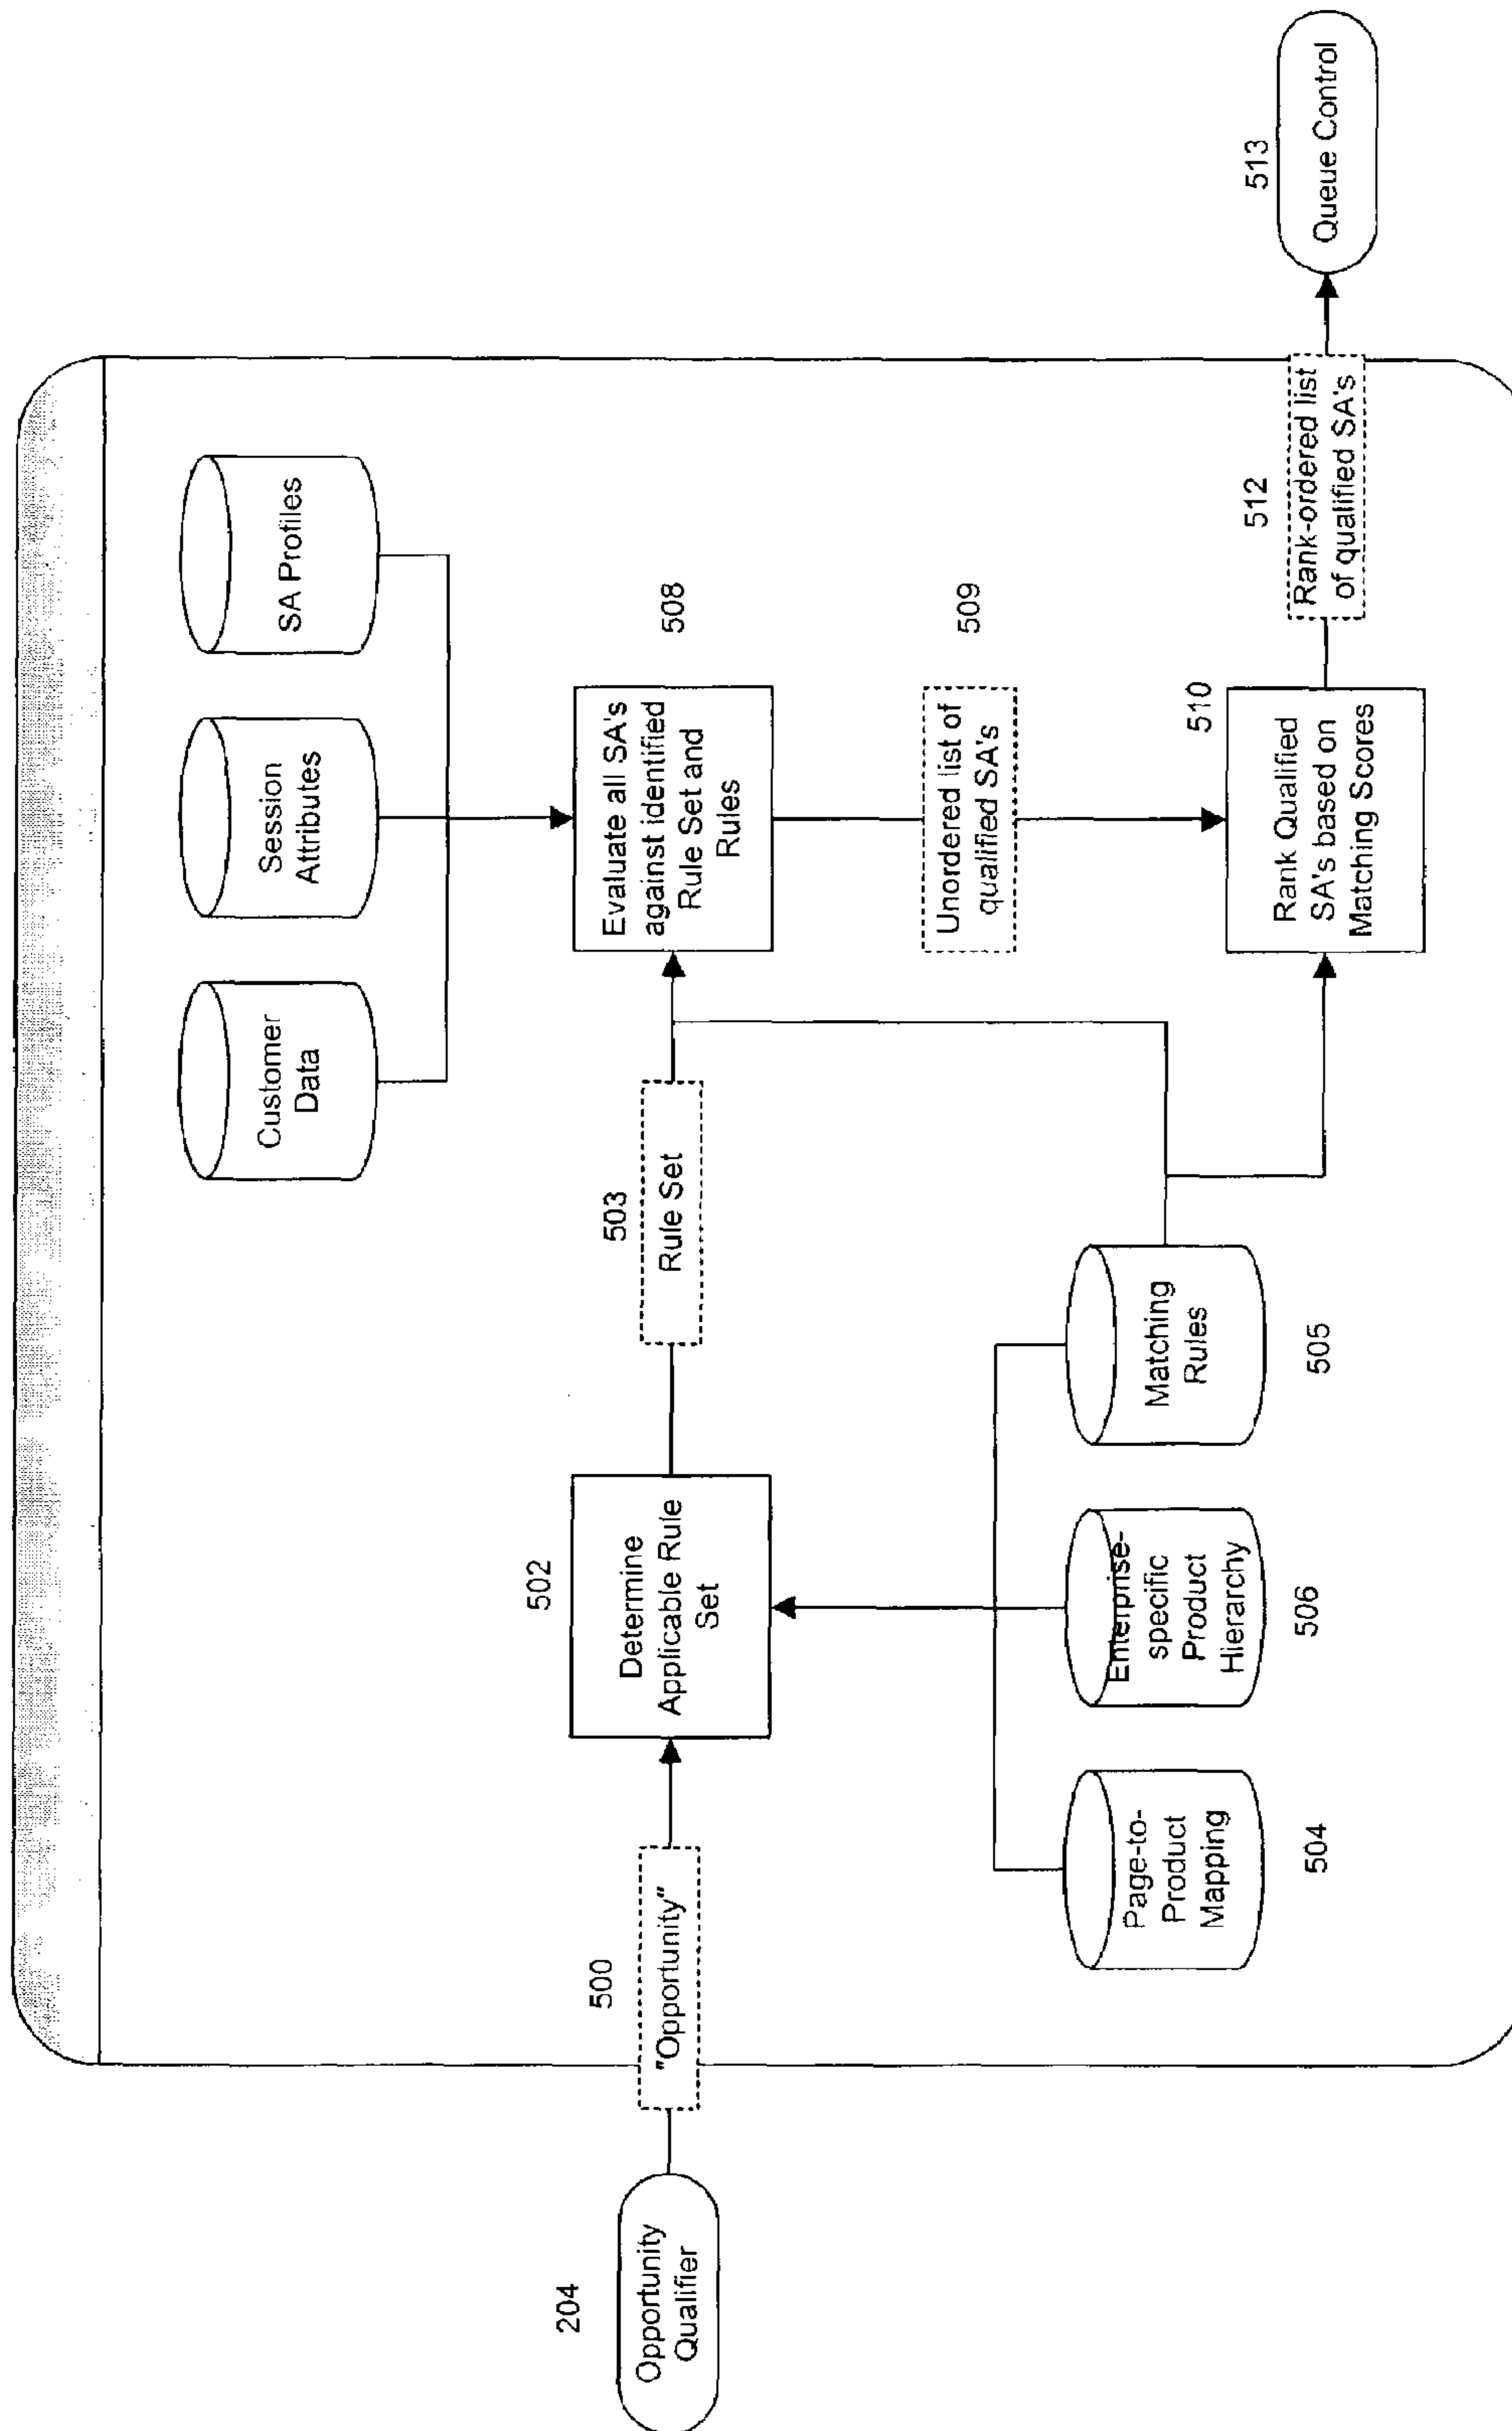 Customer
Data
Session
Attributes
SA Profiles
204
Opportunity
Qualifier
500
"Opportunity"
502
Determine
Applicable Rule
Set
503
Rule Set
Evaluate all SA's
against identified
Rule Set and
Rules
508
Unordered list of
qualified SA's
509
Page-to-
Product
Mapping
504
Enterprise-
specific
Product
Hierarchy
506
Matching
Rules
505
510
Rank Qualified
SA's based on
Matching Scores
512
Rank-ordered list
of qualified SA's
513
Queue Control